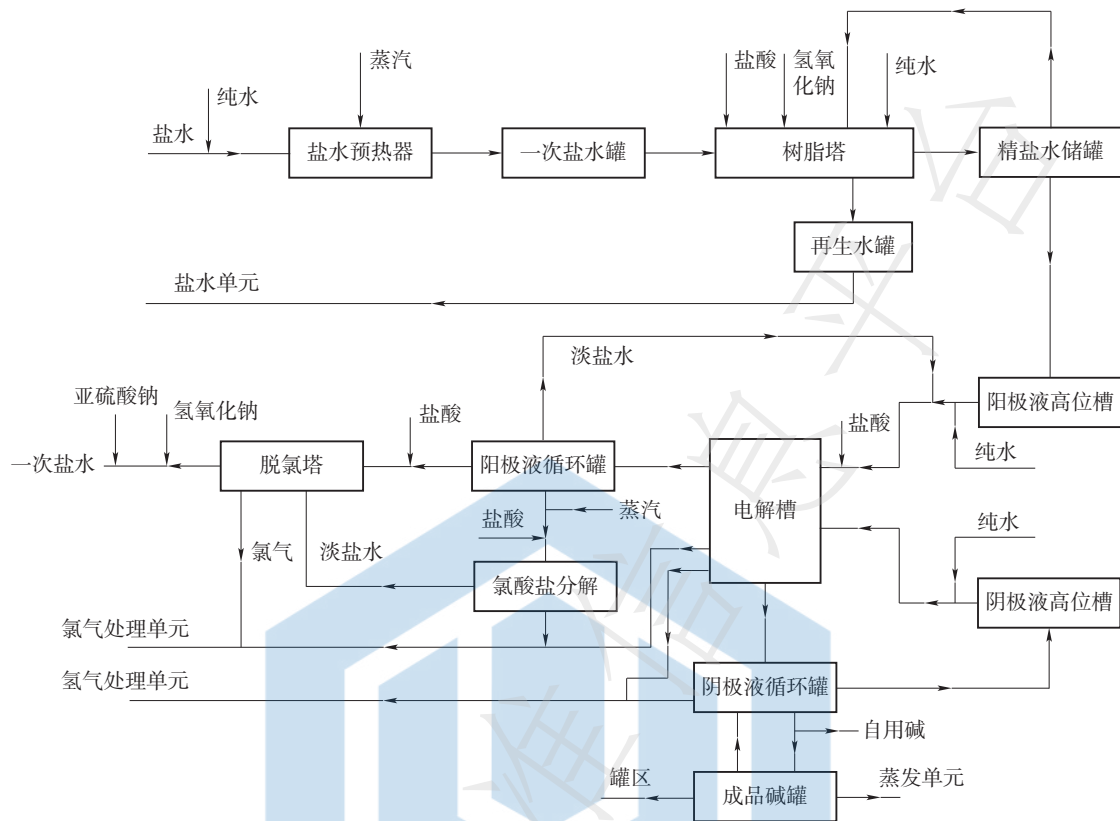 蒸汽
盐酸
氢氧
化钠
纯水
纯水
盐水
盐水预热器
一次盐水罐
树脂塔
精盐水储罐
再生水罐
盐水单元
淡盐水
亚硫酸钠
氢氧化钠
盐酸
阳极液高位槽
盐酸
纯水
一次盐水
脱氯塔
阳极液循环罐
电解槽
盐酸
蒸汽
纯水
氯气
淡盐水
氯酸盐分解
阴极液高位槽
氯气处理单元
氢气处理单元
阴极液循环罐
自用碱
罐区
成品碱罐
蒸发单元